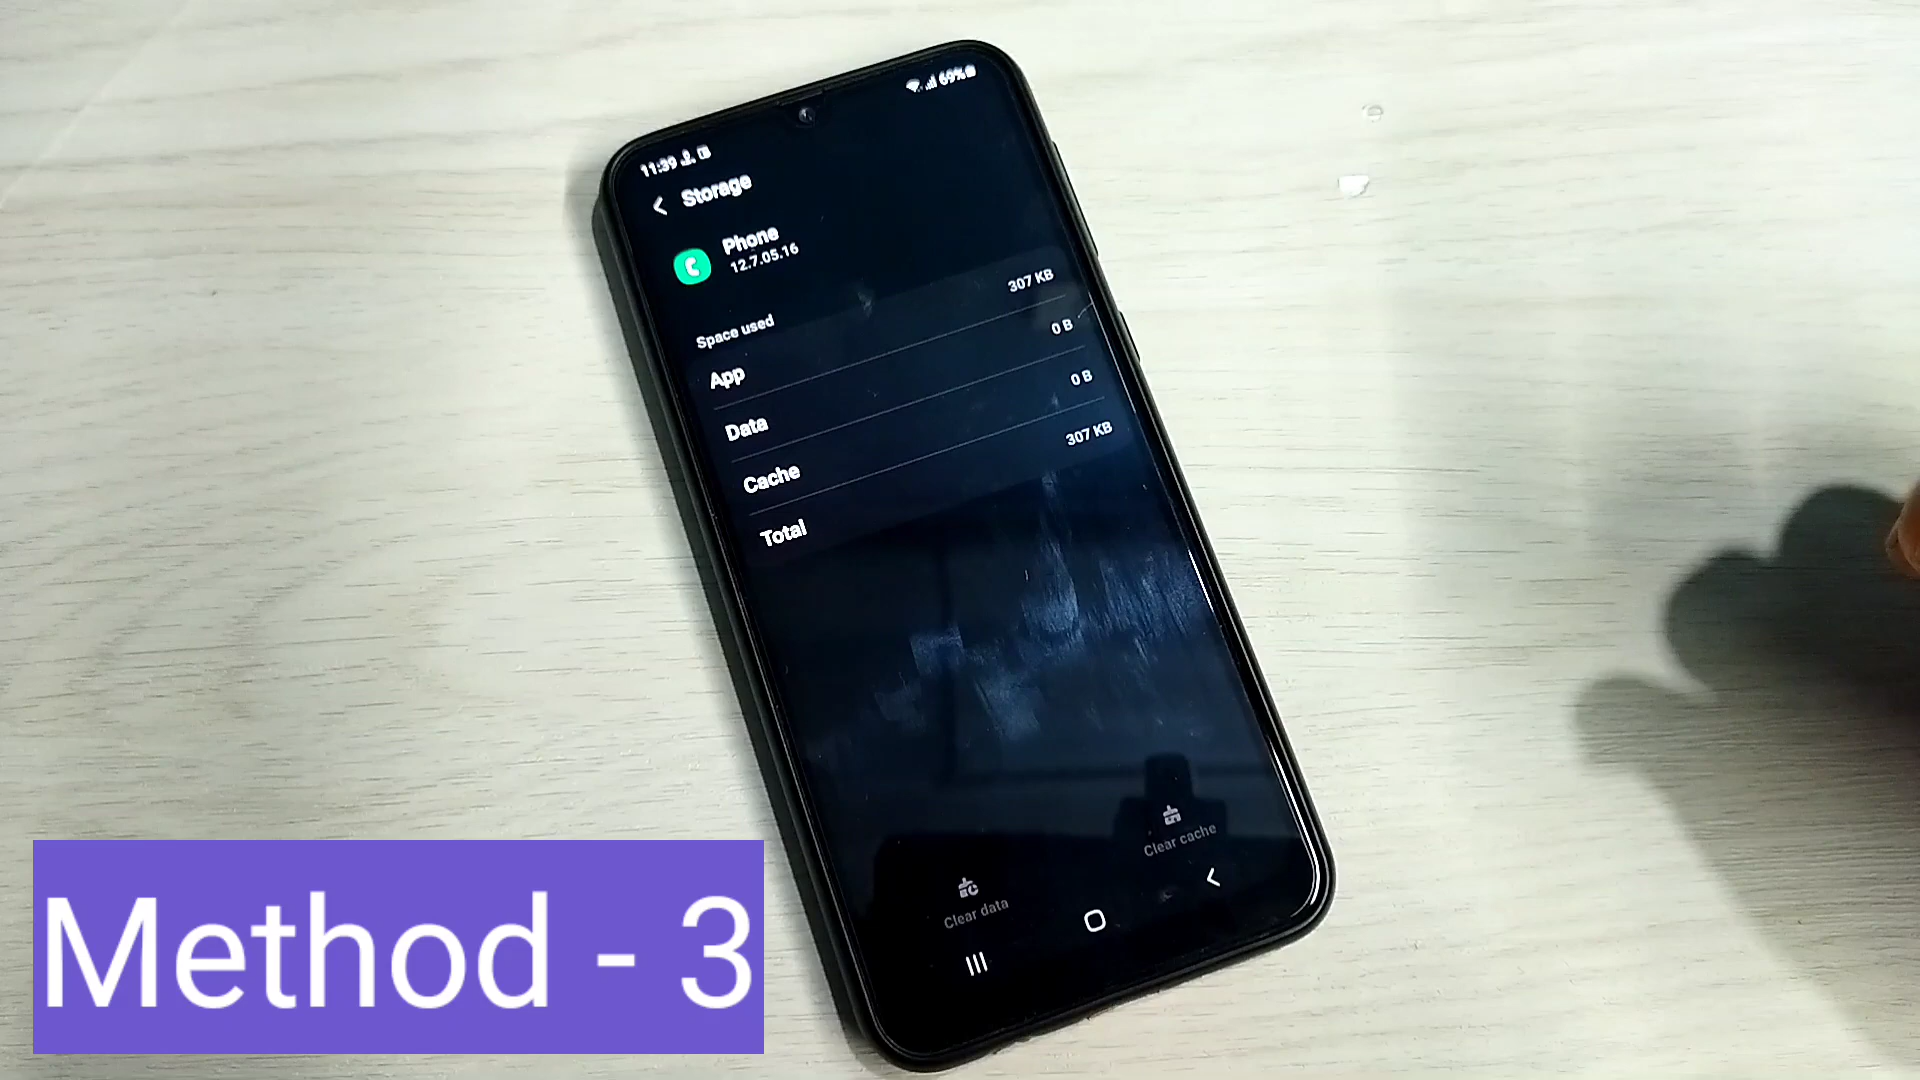 69%
11:39
Storage
Phone
12.7.05.16
Space used
App 307 KB
Data 0 B
Cache 0 B
Total 307 KB
Clear data
Clear cache
Method - 3